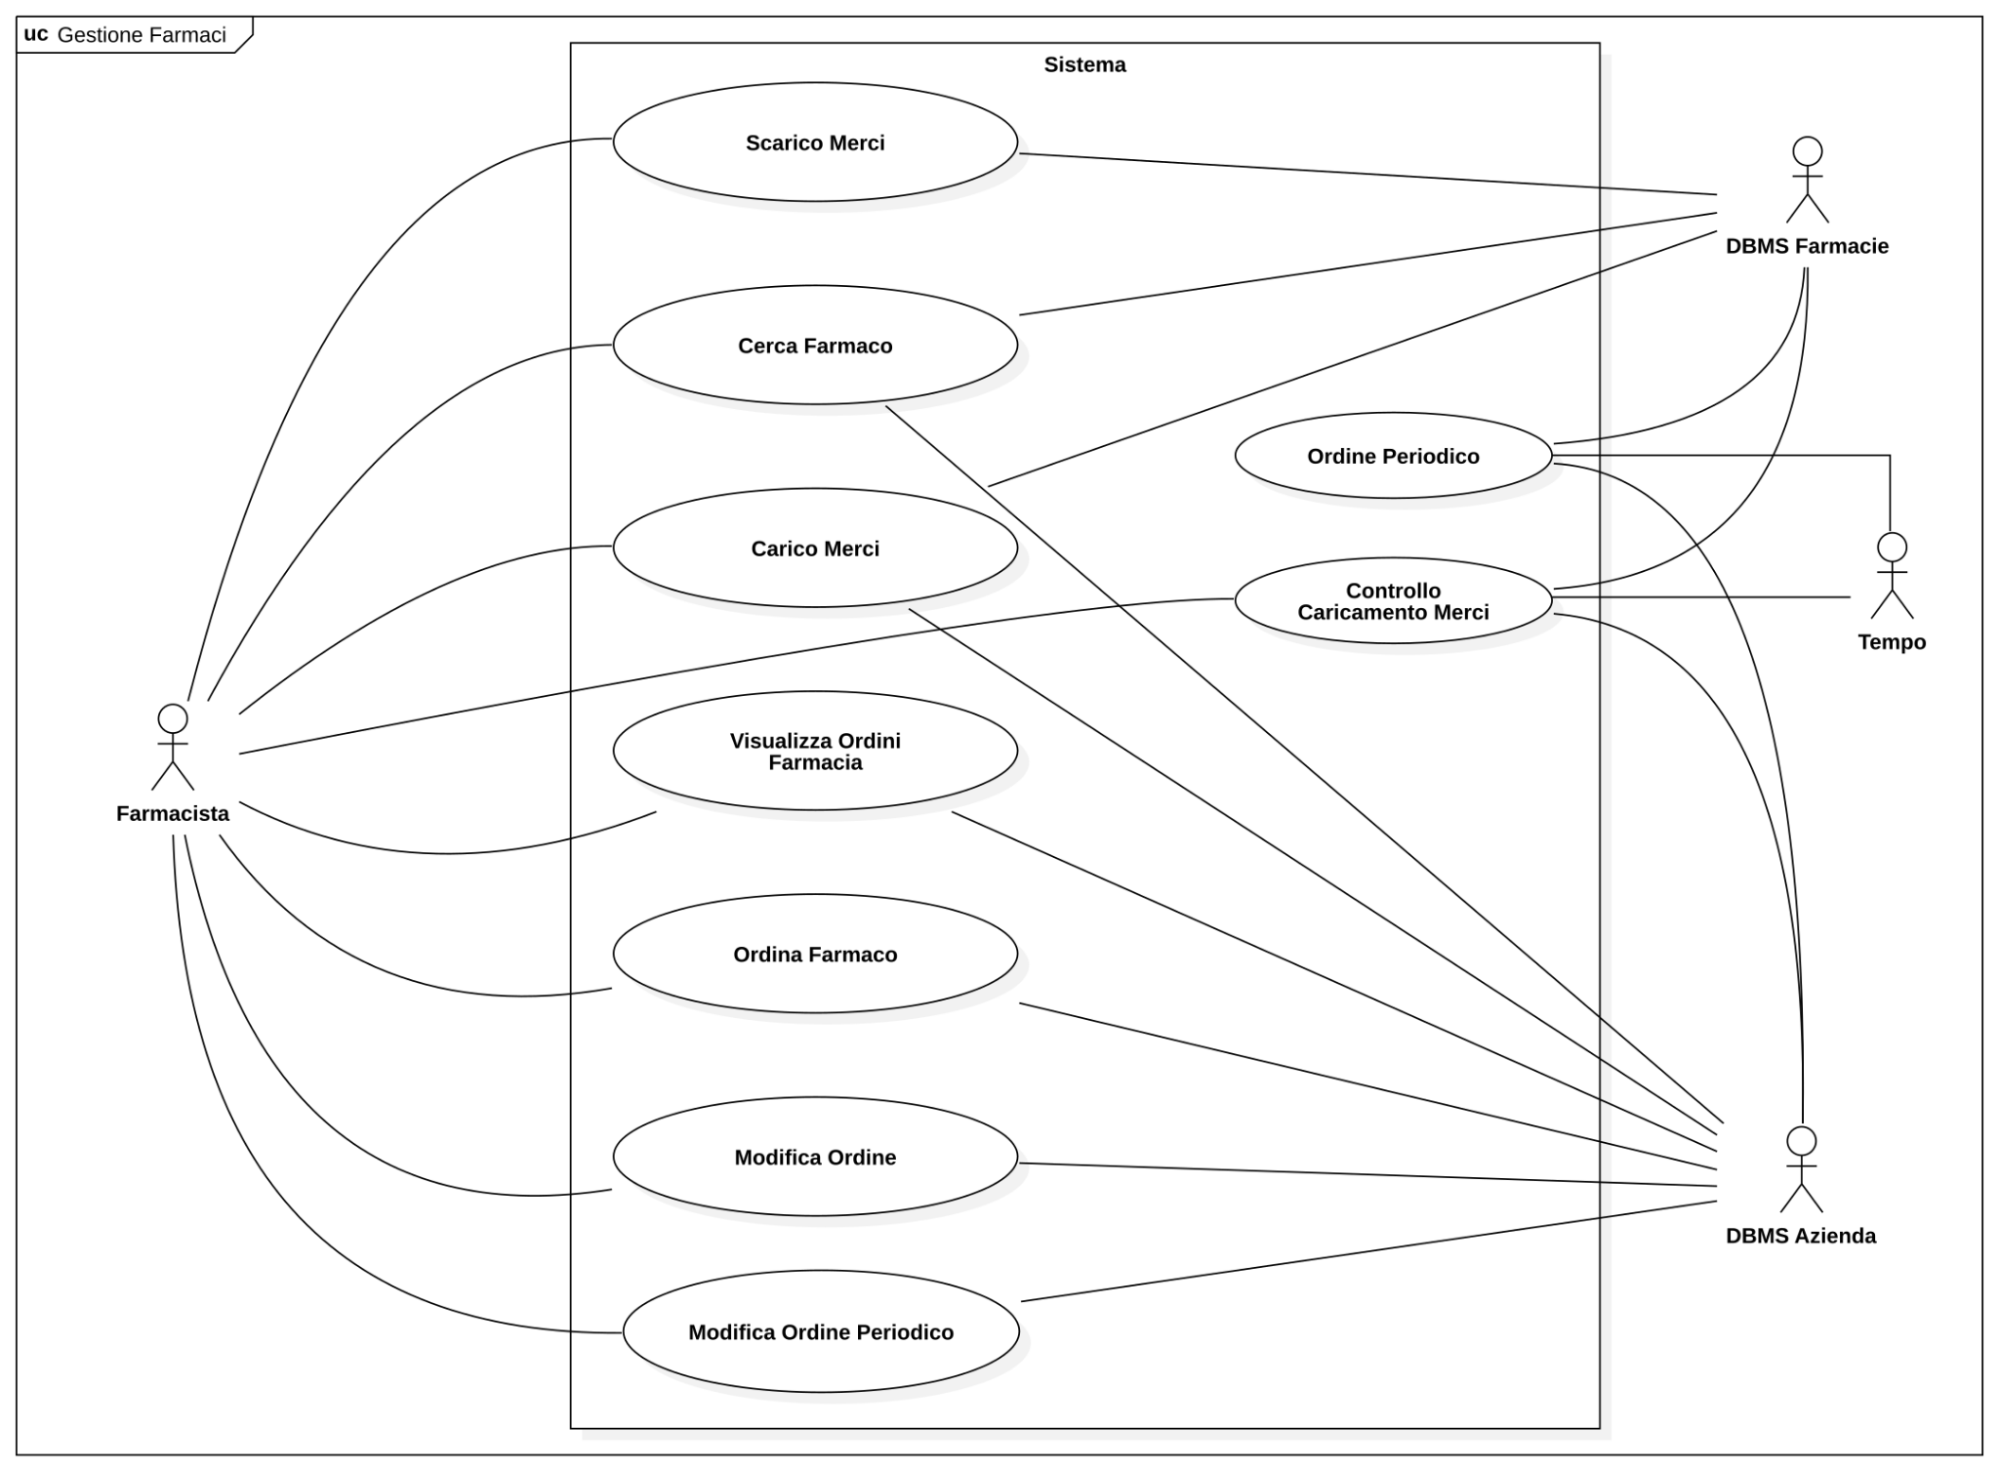 uc Gestione Farmaci
Sistema
Scarico Merci
DBMS Farmacie
Cerca Farmaco
Ordine Periodico
Carico Merci
Controllo
Caricamento Merci
Tempo
Visualizza Ordini
Farmacia
Farmacista
Ordina Farmaco
Modifica Ordine
DBMS Azienda
Modifica Ordine Periodico